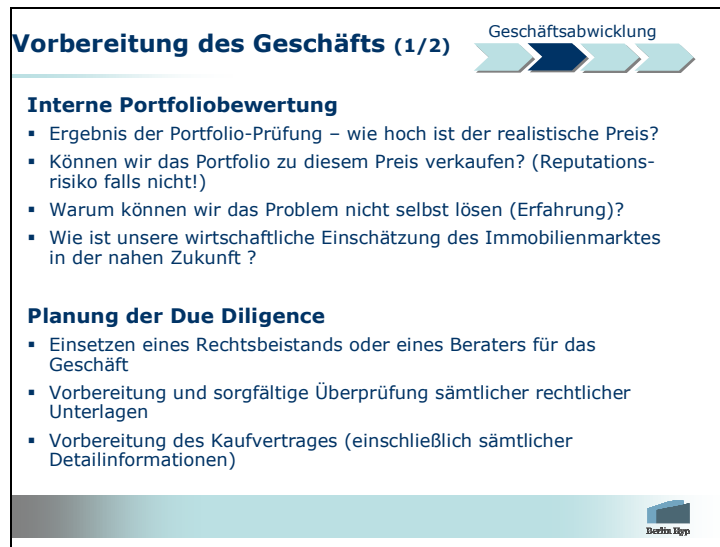 Geschäftsabwicklung
Vorbereitung des Geschäfts (1/2)
Interne Portfoliobewertung
▪ Ergebnis der Portfolio-Prüfung – wie hoch ist der realistische Preis?
▪ Können wir das Portfolio zu diesem Preis verkaufen? (Reputations-
risiko falls nicht!)
▪ Warum können wir das Problem nicht selbst lösen (Erfahrung)?
▪ Wie ist unsere wirtschaftliche Einschätzung des Immobilienmarktes
in der nahen Zukunft ?
Planung der Due Diligence
▪ Einsetzen eines Rechtsbeistands oder eines Beraters für das
Geschäft
▪ Vorbereitung und sorgfältige Überprüfung sämtlicher rechtlicher
Unterlagen
▪ Vorbereitung des Kaufvertrages (einschließlich sämtlicher
Detailinformationen)
Berlin Hyp